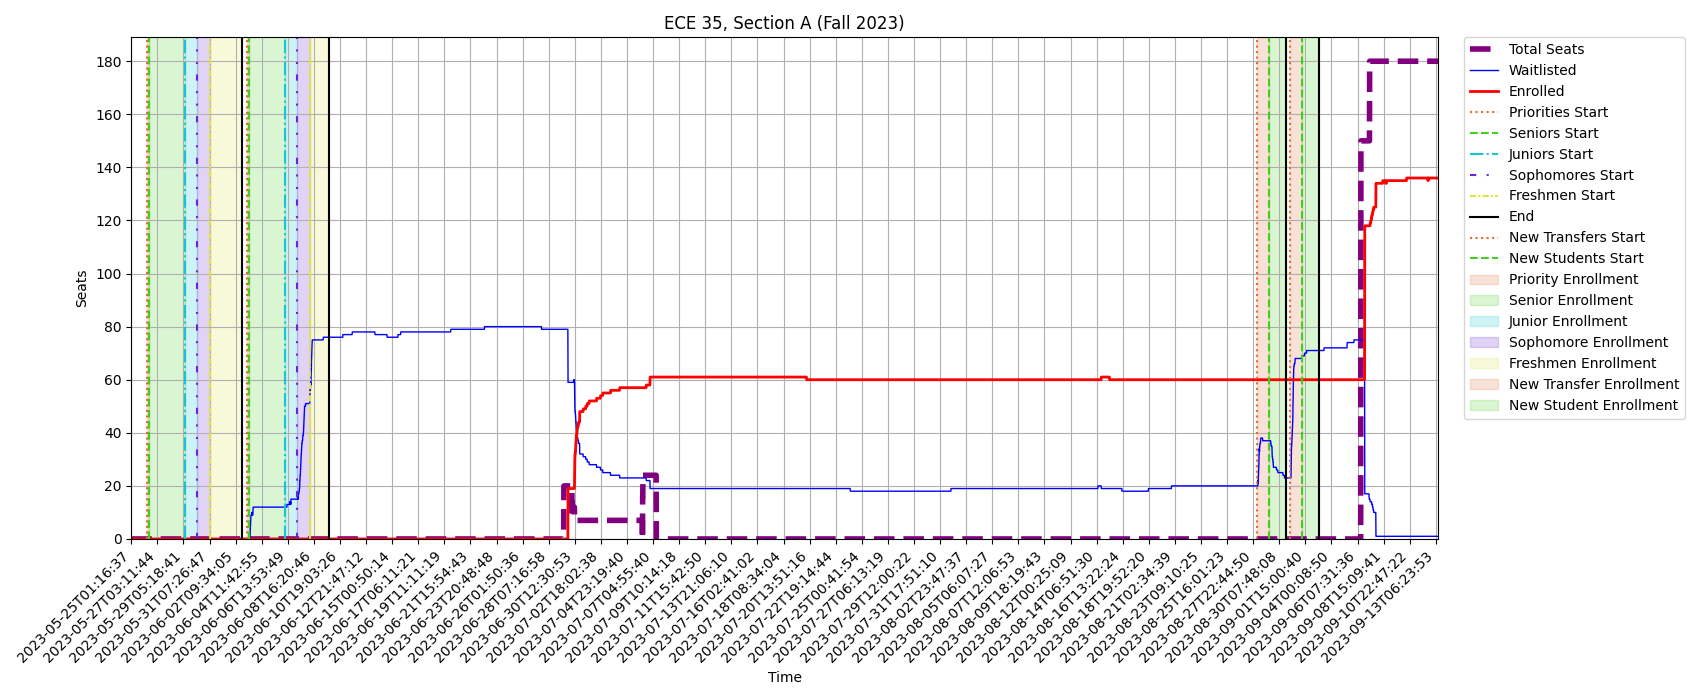 ECE 35, Section A (Fall 2023)
Seats
180
160
140
120
100
80
60
40
20
0
2023-05-25T01:16:37
2023-05-27T03:11:44
2023-05-29T05:18:41
2023-05-31T07:26:47
2023-06-02T09:34:05
2023-06-04T11:42:55
2023-06-06T13:53:49
2023-06-08T16:20:46
2023-06-10T19:03:26
2023-06-12T21:47:12
2023-06-15T00:50:14
2023-06-17T06:11:21
2023-06-19T11:11:19
2023-06-21T15:54:43
2023-06-23T20:48:48
2023-06-26T01:50:36
2023-06-28T07:16:58
2023-06-30T12:30:53
2023-07-02T18:02:38
2023-07-04T23:19:40
2023-07-07T04:55:40
2023-07-09T10:14:18
2023-07-11T15:42:50
2023-07-13T21:06:10
2023-07-16T02:41:02
2023-07-18T08:34:04
2023-07-20T13:51:16
2023-07-22T19:14:44
2023-07-25T00:41:54
2023-07-27T06:13:19
2023-07-29T12:00:22
2023-07-31T17:51:10
2023-08-02T23:47:37
2023-08-05T06:07:27
2023-08-07T12:06:53
2023-08-09T18:19:43
2023-08-12T00:25:09
2023-08-14T06:51:30
2023-08-16T13:22:24
2023-08-18T19:52:20
2023-08-21T02:34:39
2023-08-23T09:10:25
2023-08-25T16:01:23
2023-08-27T22:44:50
2023-08-30T07:48:08
2023-09-01T15:00:40
2023-09-04T00:08:50
2023-09-06T07:31:36
2023-09-08T15:09:41
2023-09-10T22:47:22
2023-09-13T06:23:53
Time
Total Seats
Waitlisted
Enrolled
Priorities Start
Seniors Start
Juniors Start
Sophomores Start
Freshmen Start
End
New Transfers Start
New Students Start
Priority Enrollment
Senior Enrollment
Junior Enrollment
Sophomore Enrollment
Freshmen Enrollment
New Transfer Enrollment
New Student Enrollment